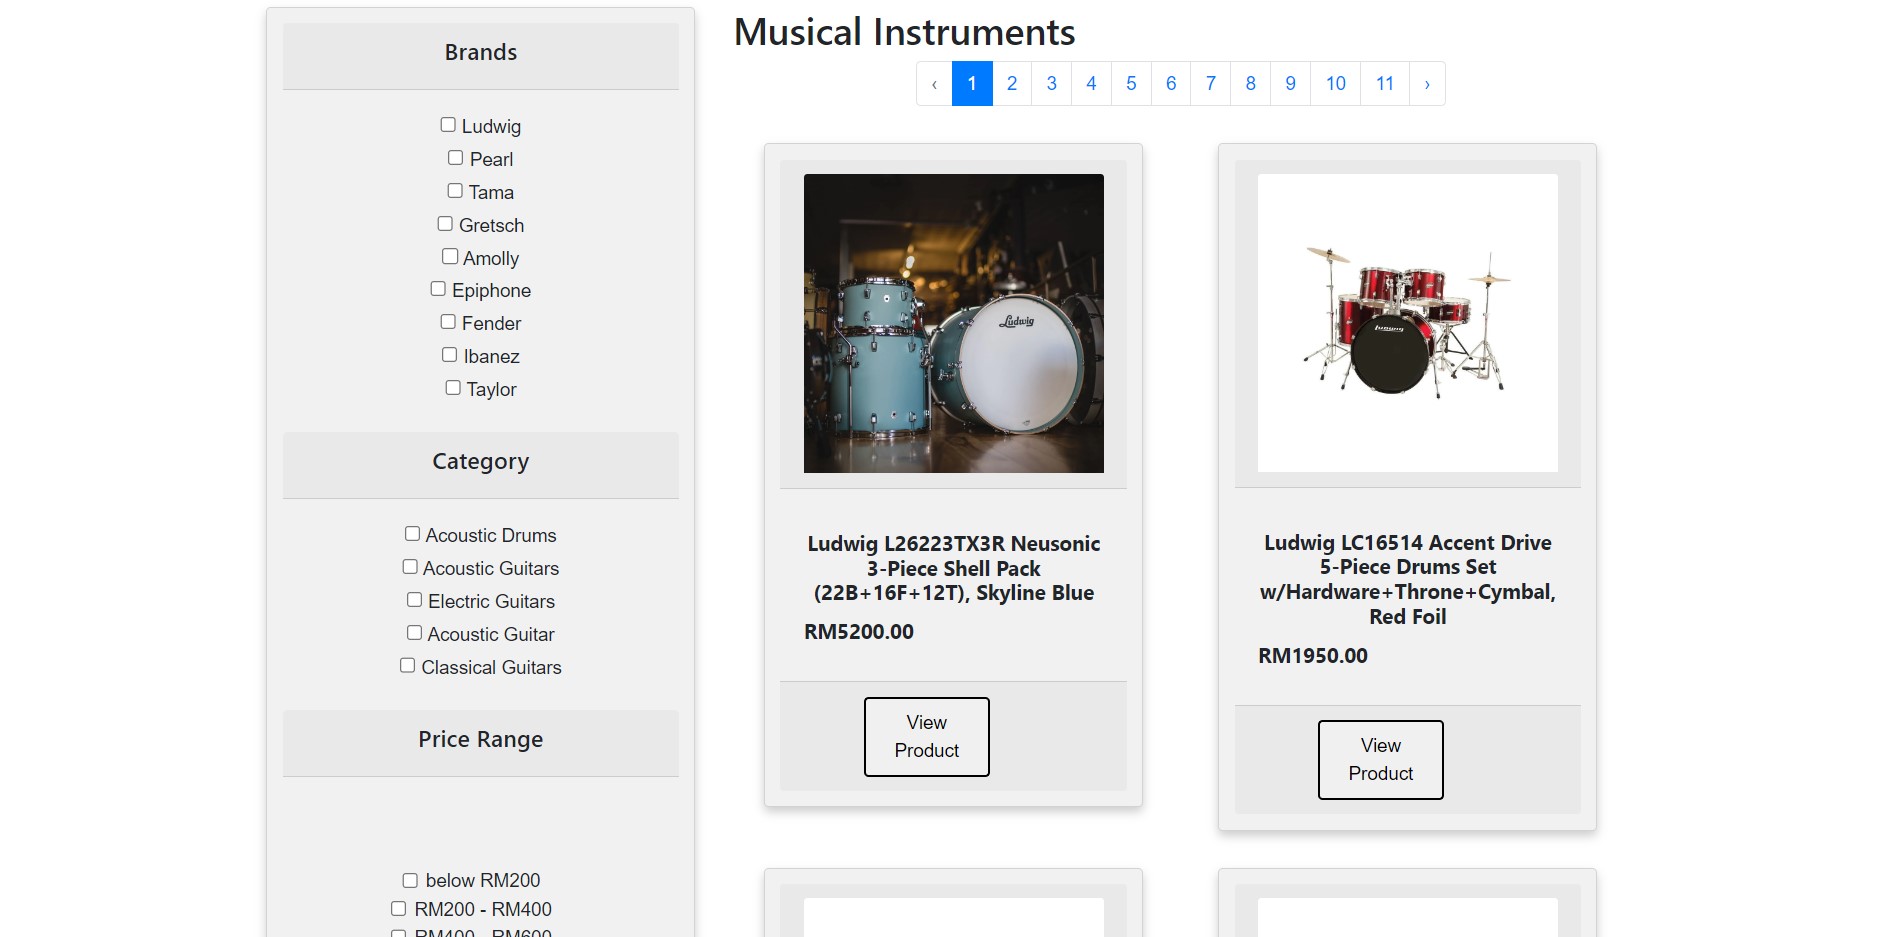 Brands
Ludwig
Pearl
Tama
Gretsch
Amolly
Epiphone
Fender
Ibanez
Taylor
Category
Acoustic Drums
Acoustic Guitars
Electric Guitars
Acoustic Guitar
Classical Guitars
Price Range
below RM200
RM200 - RM400
RM400 - RM600
Musical Instruments
‹ 1 2 3 4 5 6 7 8 9 10 11 ›
Ludwig
Ludwig L26223TX3R Neusonic
3-Piece Shell Pack
(22B+16F+12T), Skyline Blue
RM5200.00
View
Product
Ludwig
Ludwig LC16514 Accent Drive
5-Piece Drums Set
w/Hardware+Throne+Cymbal,
Red Foil
RM1950.00
View
Product